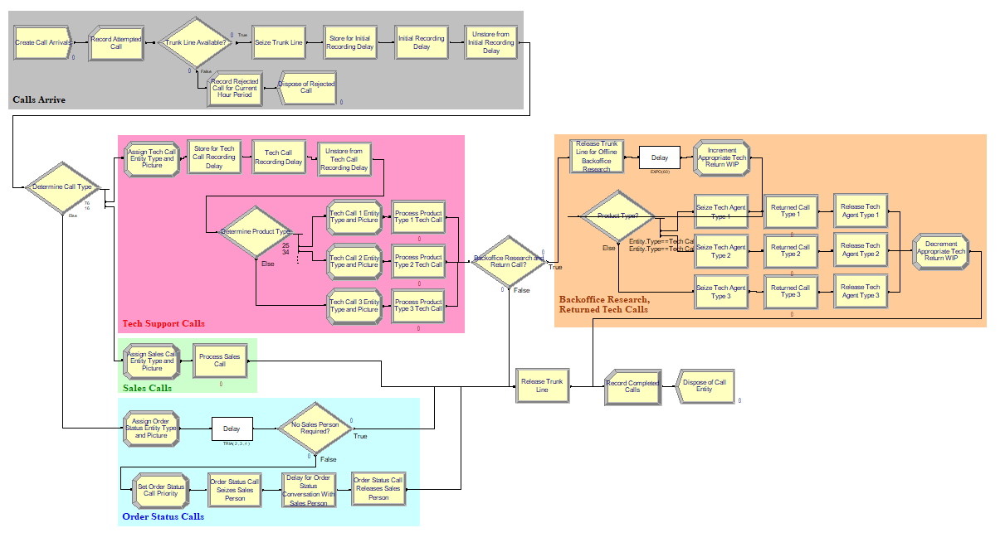 Create Call Arrivals
0
Record Attempted
Call
Trunk Line Available?
0
True
0
False
Seize Trunk Line
Store for Initial
Recording Delay
Initial Recording
Delay
Unstore from
Initial Recording
Delay
Record Rejected
Call for Current
Hour Period
Dispose of Rejected
Call
0
Calls Arrive
Determine Call Type
76
16
Else
Assign Tech Call
Entity Type and
Picture
Store for Tech
Call Recording
Delay
Tech Call
Recording Delay
Unstore from
Tech Call
Recording Delay
Determine Product Type
25
34
Else
Tech Call 1 Entity
Type and Picture
Process Product
Type 1 Tech Call
0
Tech Call 2 Entity
Type and Picture
Process Product
Type 2 Tech Call
0
Tech Call 3 Entity
Type and Picture
Process Product
Type 3 Tech Call
0
Tech Support Calls
Backoffice Research and
Return Call?
0
True
0
False
Release Trunk
Line for Offline
Backoffice
Research
Delay
EXPO(60)
Increment
Appropriate Tech
Return WIP
Product Type?
Entity.Type==Tech Cal
Entity.Type==Tech Cal
Else
Seize Tech Agent
Type 1
Returned Call
Type 1
0
Release Tech
Agent Type 1
Seize Tech Agent
Type 2
Returned Call
Type 2
0
Release Tech
Agent Type 2
Seize Tech Agent
Type 3
Returned Call
Type 3
0
Release Tech
Agent Type 3
Decrement
Appropriate Tech
Return WIP
Backoffice Research,
Returned Tech Calls
Assign Sales Call
Entity Type and
Picture
Process Sales
Call
0
Sales Calls
Release Trunk
Line
Record Completed
Calls
Dispose of Call
Entity
0
Assign Order
Status Entity Type
and Picture
Delay
TRIA( 2 , 3 , 4 )
No Sales Person
Required?
0
True
0
False
Set Order Status
Call Priority
Order Status Call
Seizes Sales
Person
Delay for Order
Status
Conversation With
Sales Person
Order Status Call
Releases Sales
Person
Order Status Calls